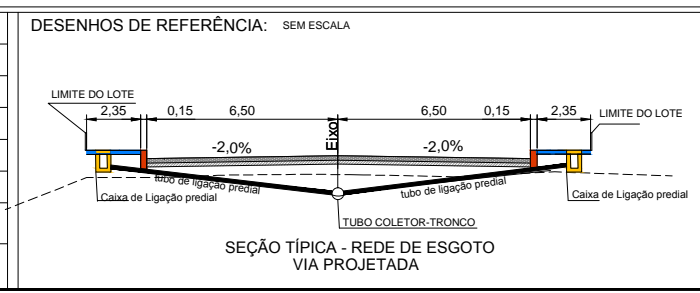 DESENHOS DE REFERÊNCIA: SEM ESCALA
LIMITE DO LOTE
2,35 0,15 6,50 6,50 0,15 2,35
LIMITE DO LOTE
Eixo
-2,0% -2,0%
tubo de ligação predial
tubo de ligação predial
Caixa de Ligação predial
Caixa de Ligação predial
TUBO COLETOR-TRONCO
SEÇÃO TÍPICA - REDE DE ESGOTO
VIA PROJETADA